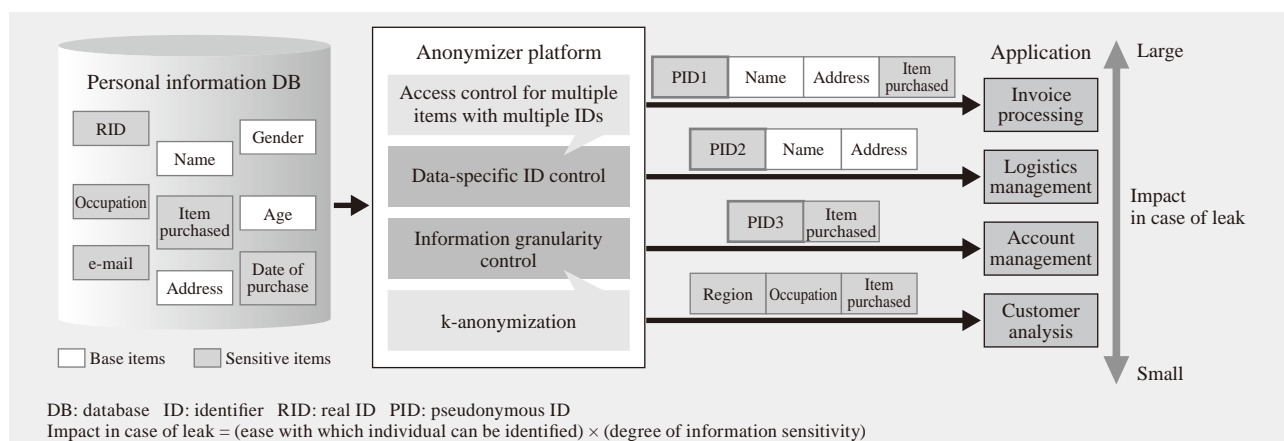 Personal information DB
RID
Name
Gender
Occupation
Item
purchased
Age
e-mail
Address
Date of
purchase
Base items
Sensitive items
Anonymizer platform
Access control for multiple
items with multiple IDs
Data-specific ID control
Information granularity
control
k-anonymization
PID1
Name
Address
Item
purchased
PID2
Name
Address
PID3
Item
purchased
Region
Occupation
Item
purchased
Application
Invoice
processing
Logistics
management
Account
management
Customer
analysis
Large
Impact
in case of leak
Small
DB: database   ID: identifier   RID: real ID   PID: pseudonymous ID
Impact in case of leak = (ease with which individual can be identified) × (degree of information sensitivity)